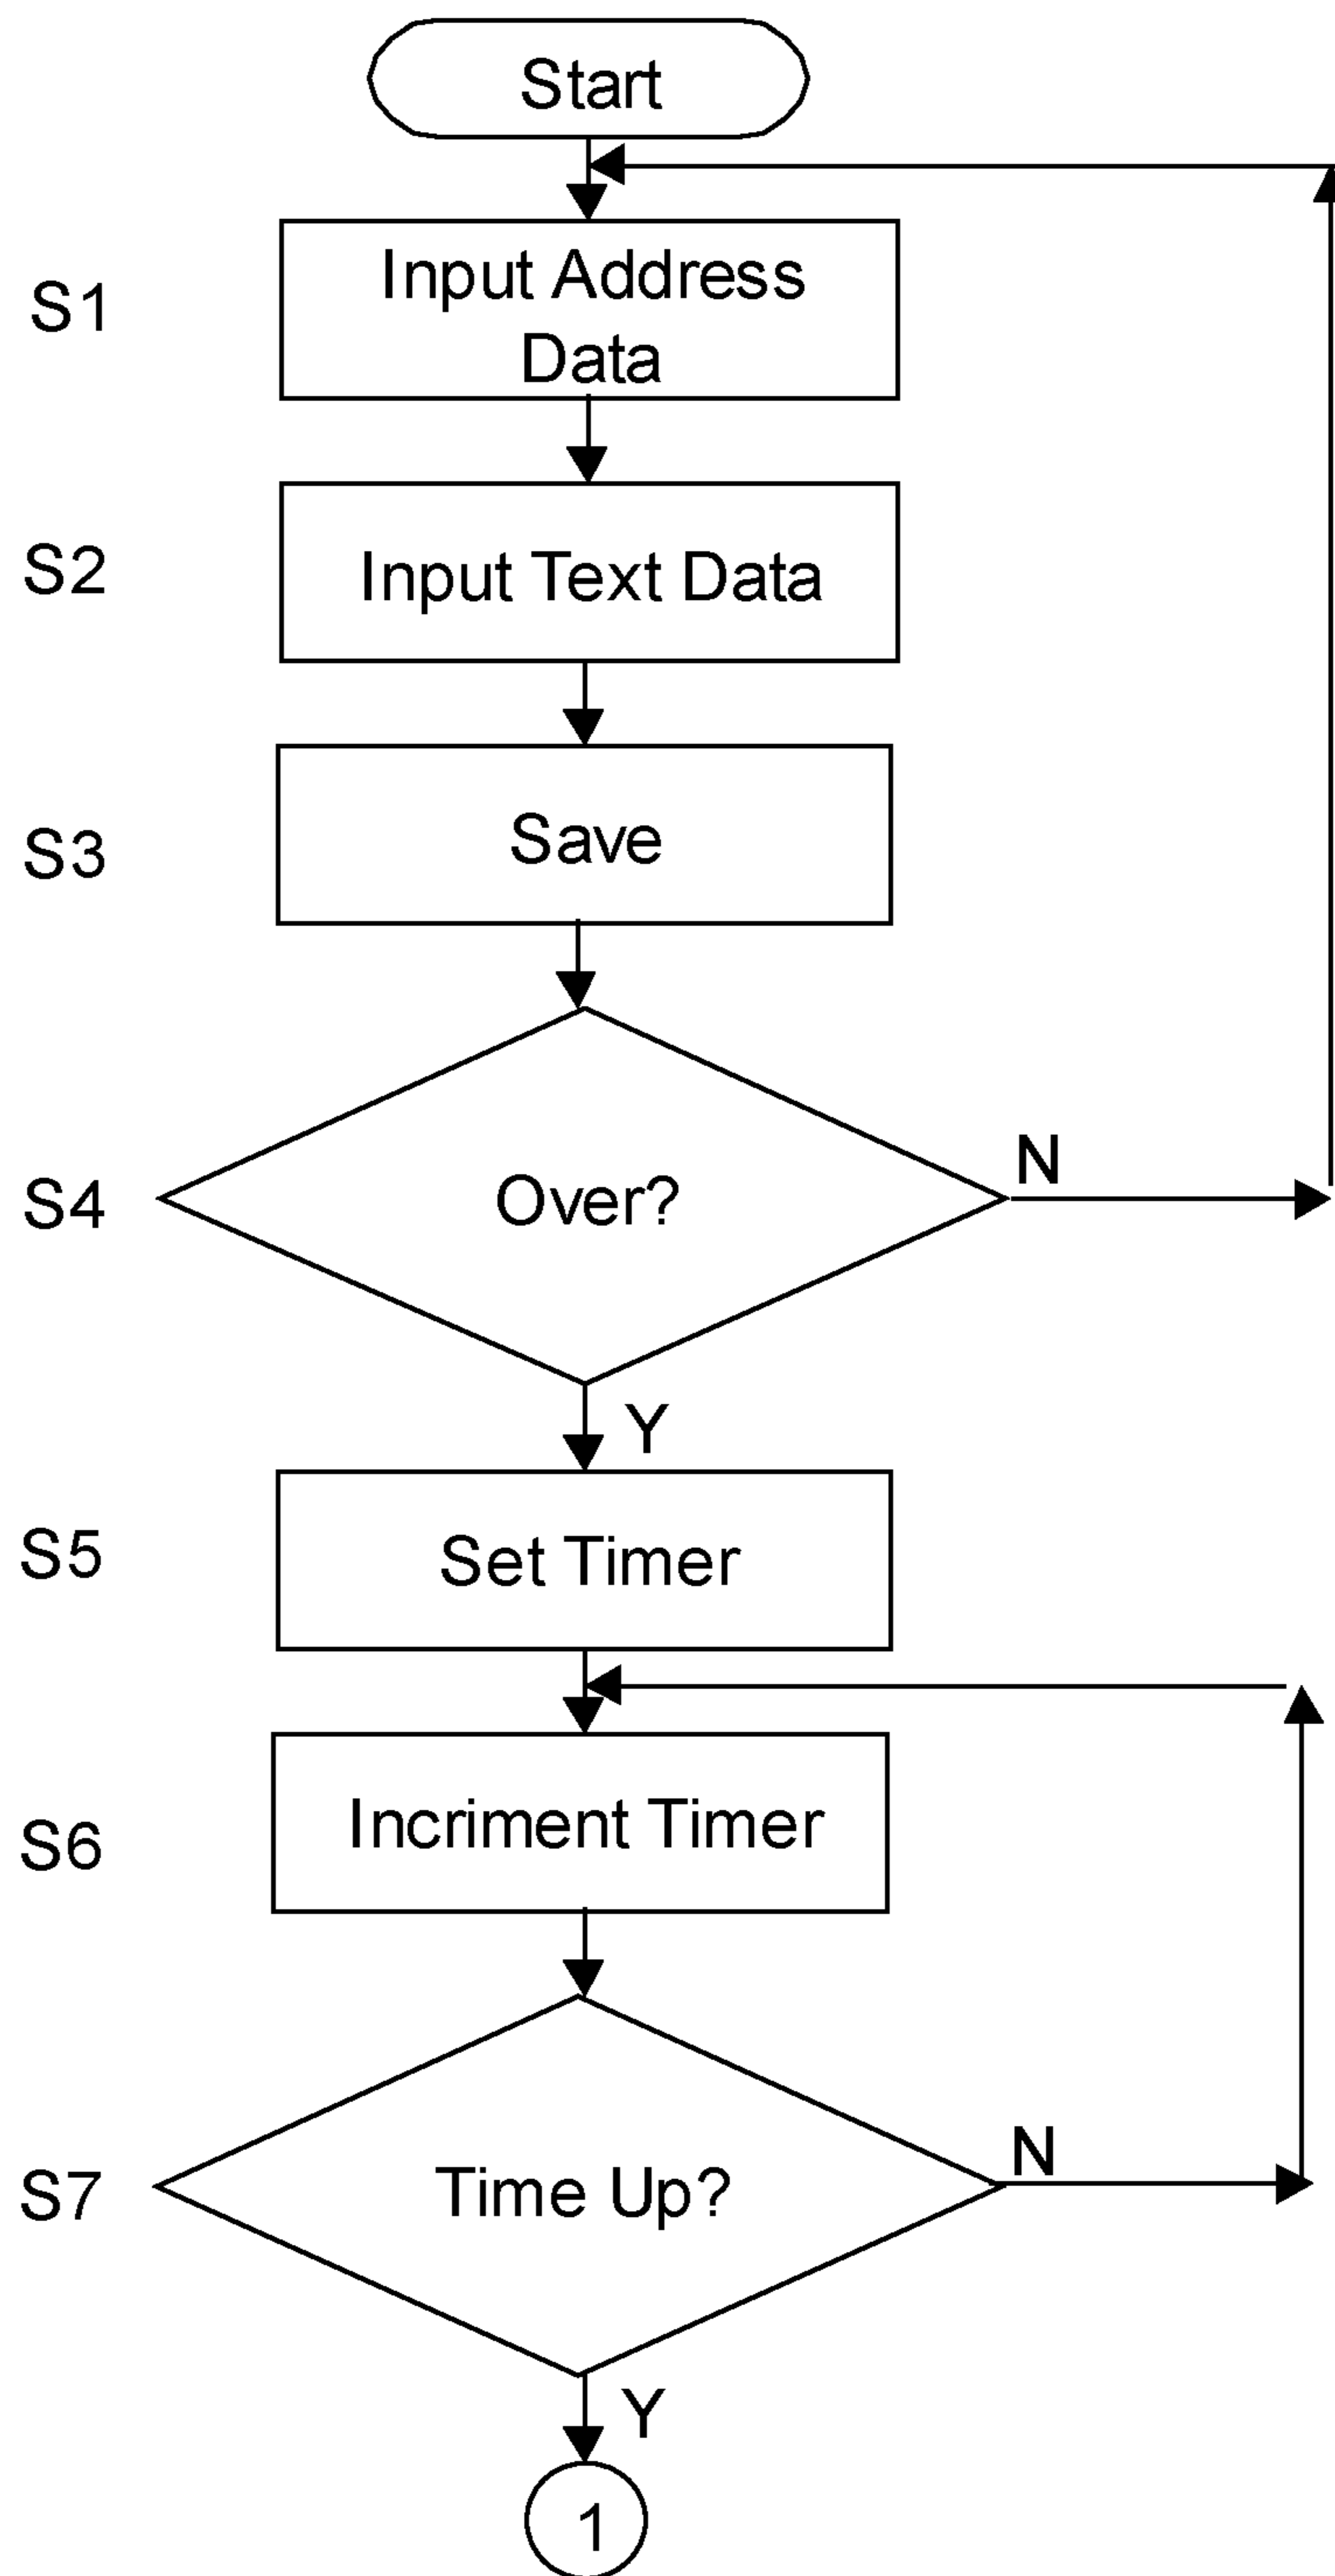 Start
S1
Input Address
Data
S2
Input Text Data
S3
Save
S4
Over?
N
Y
S5
Set Timer
S6
Incriment Timer
S7
Time Up?
N
Y
1